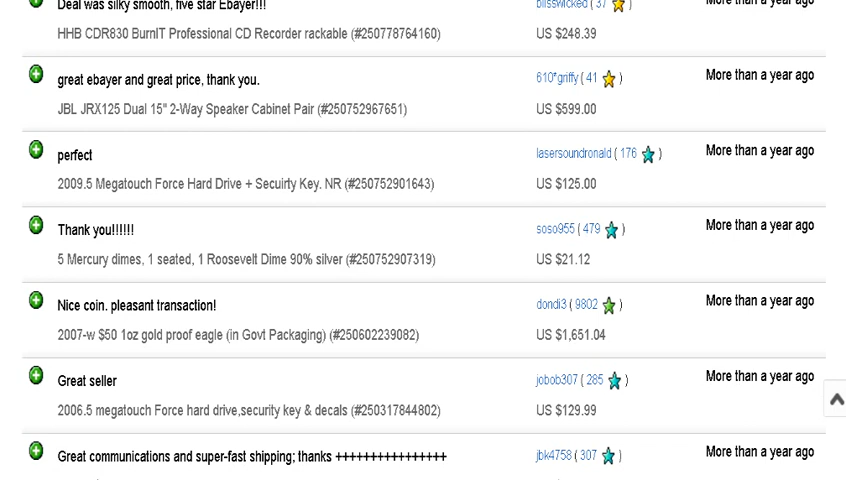 Deal was silky smooth, five star Ebayer!!! blisswicked ( 37 ) More than a year ago
HHB CDR830 BurnIT Professional CD Recorder rackable (#250778764160) US $248.39
great ebayer and great price, thank you. 610*griffy ( 41 ) More than a year ago
JBL JRX125 Dual 15" 2-Way Speaker Cabinet Pair (#250752967651) US $599.00
perfect lasersoundronald ( 176 ) More than a year ago
2009.5 Megatouch Force Hard Drive + Secuirty Key. NR (#250752901643) US $125.00
Thank you!!!!!! soso955 ( 479 ) More than a year ago
5 Mercury dimes, 1 seated, 1 Roosevelt Dime 90% silver (#250752907319) US $21.12
Nice coin. pleasant transaction! dondi3 ( 9802 ) More than a year ago
2007-w $50 1oz gold proof eagle (in Govt Packaging) (#250602239082) US $1,651.04
Great seller jobob307 ( 285 ) More than a year ago
2006.5 megatouch Force hard drive,security key & decals (#250317844802) US $129.99
Great communications and super-fast shipping; thanks ++++++++++++++++ jbk4758 ( 307 ) More than a year ago